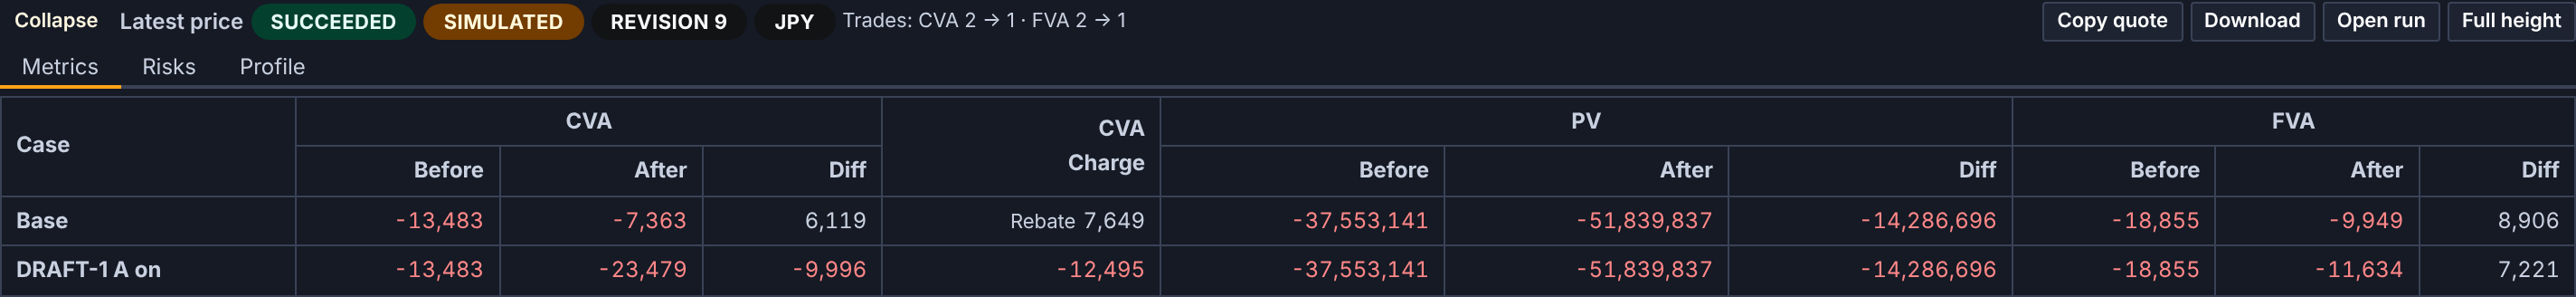 Collapse Latest price SUCCEEDED SIMULATED REVISION 9 JPY Trades: CVA 2 → 1 · FVA 2 → 1 Copy quote Download Open run Full height
Metrics Risks Profile
Case CVA CVA Charge PV FVA
Before After Diff Before After Diff Before After Diff
Base -13,483 -7,363 6,119 Rebate 7,649 -37,553,141 -51,839,837 -14,286,696 -18,855 -9,949 8,906
DRAFT-1 A on -13,483 -23,479 -9,996 -12,495 -37,553,141 -51,839,837 -14,286,696 -18,855 -11,634 7,221